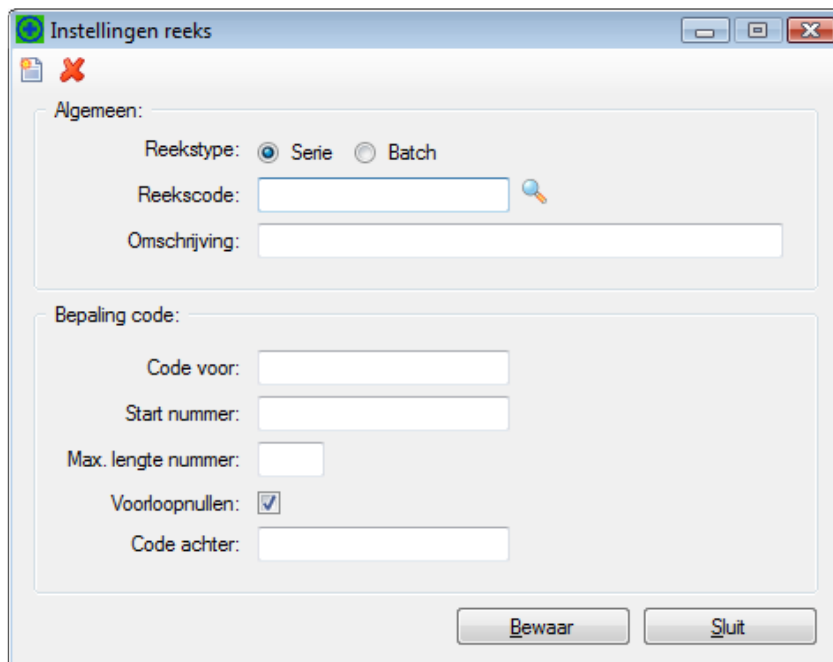 Instellingen reeks
Algemeen:
Reekstype: Serie Batch
Reekscode:
Omschrijving:
Bepaling code:
Code voor:
Start nummer:
Max. lengte nummer:
Voorloopnullen:
Code achter:
Bewaar Sluit